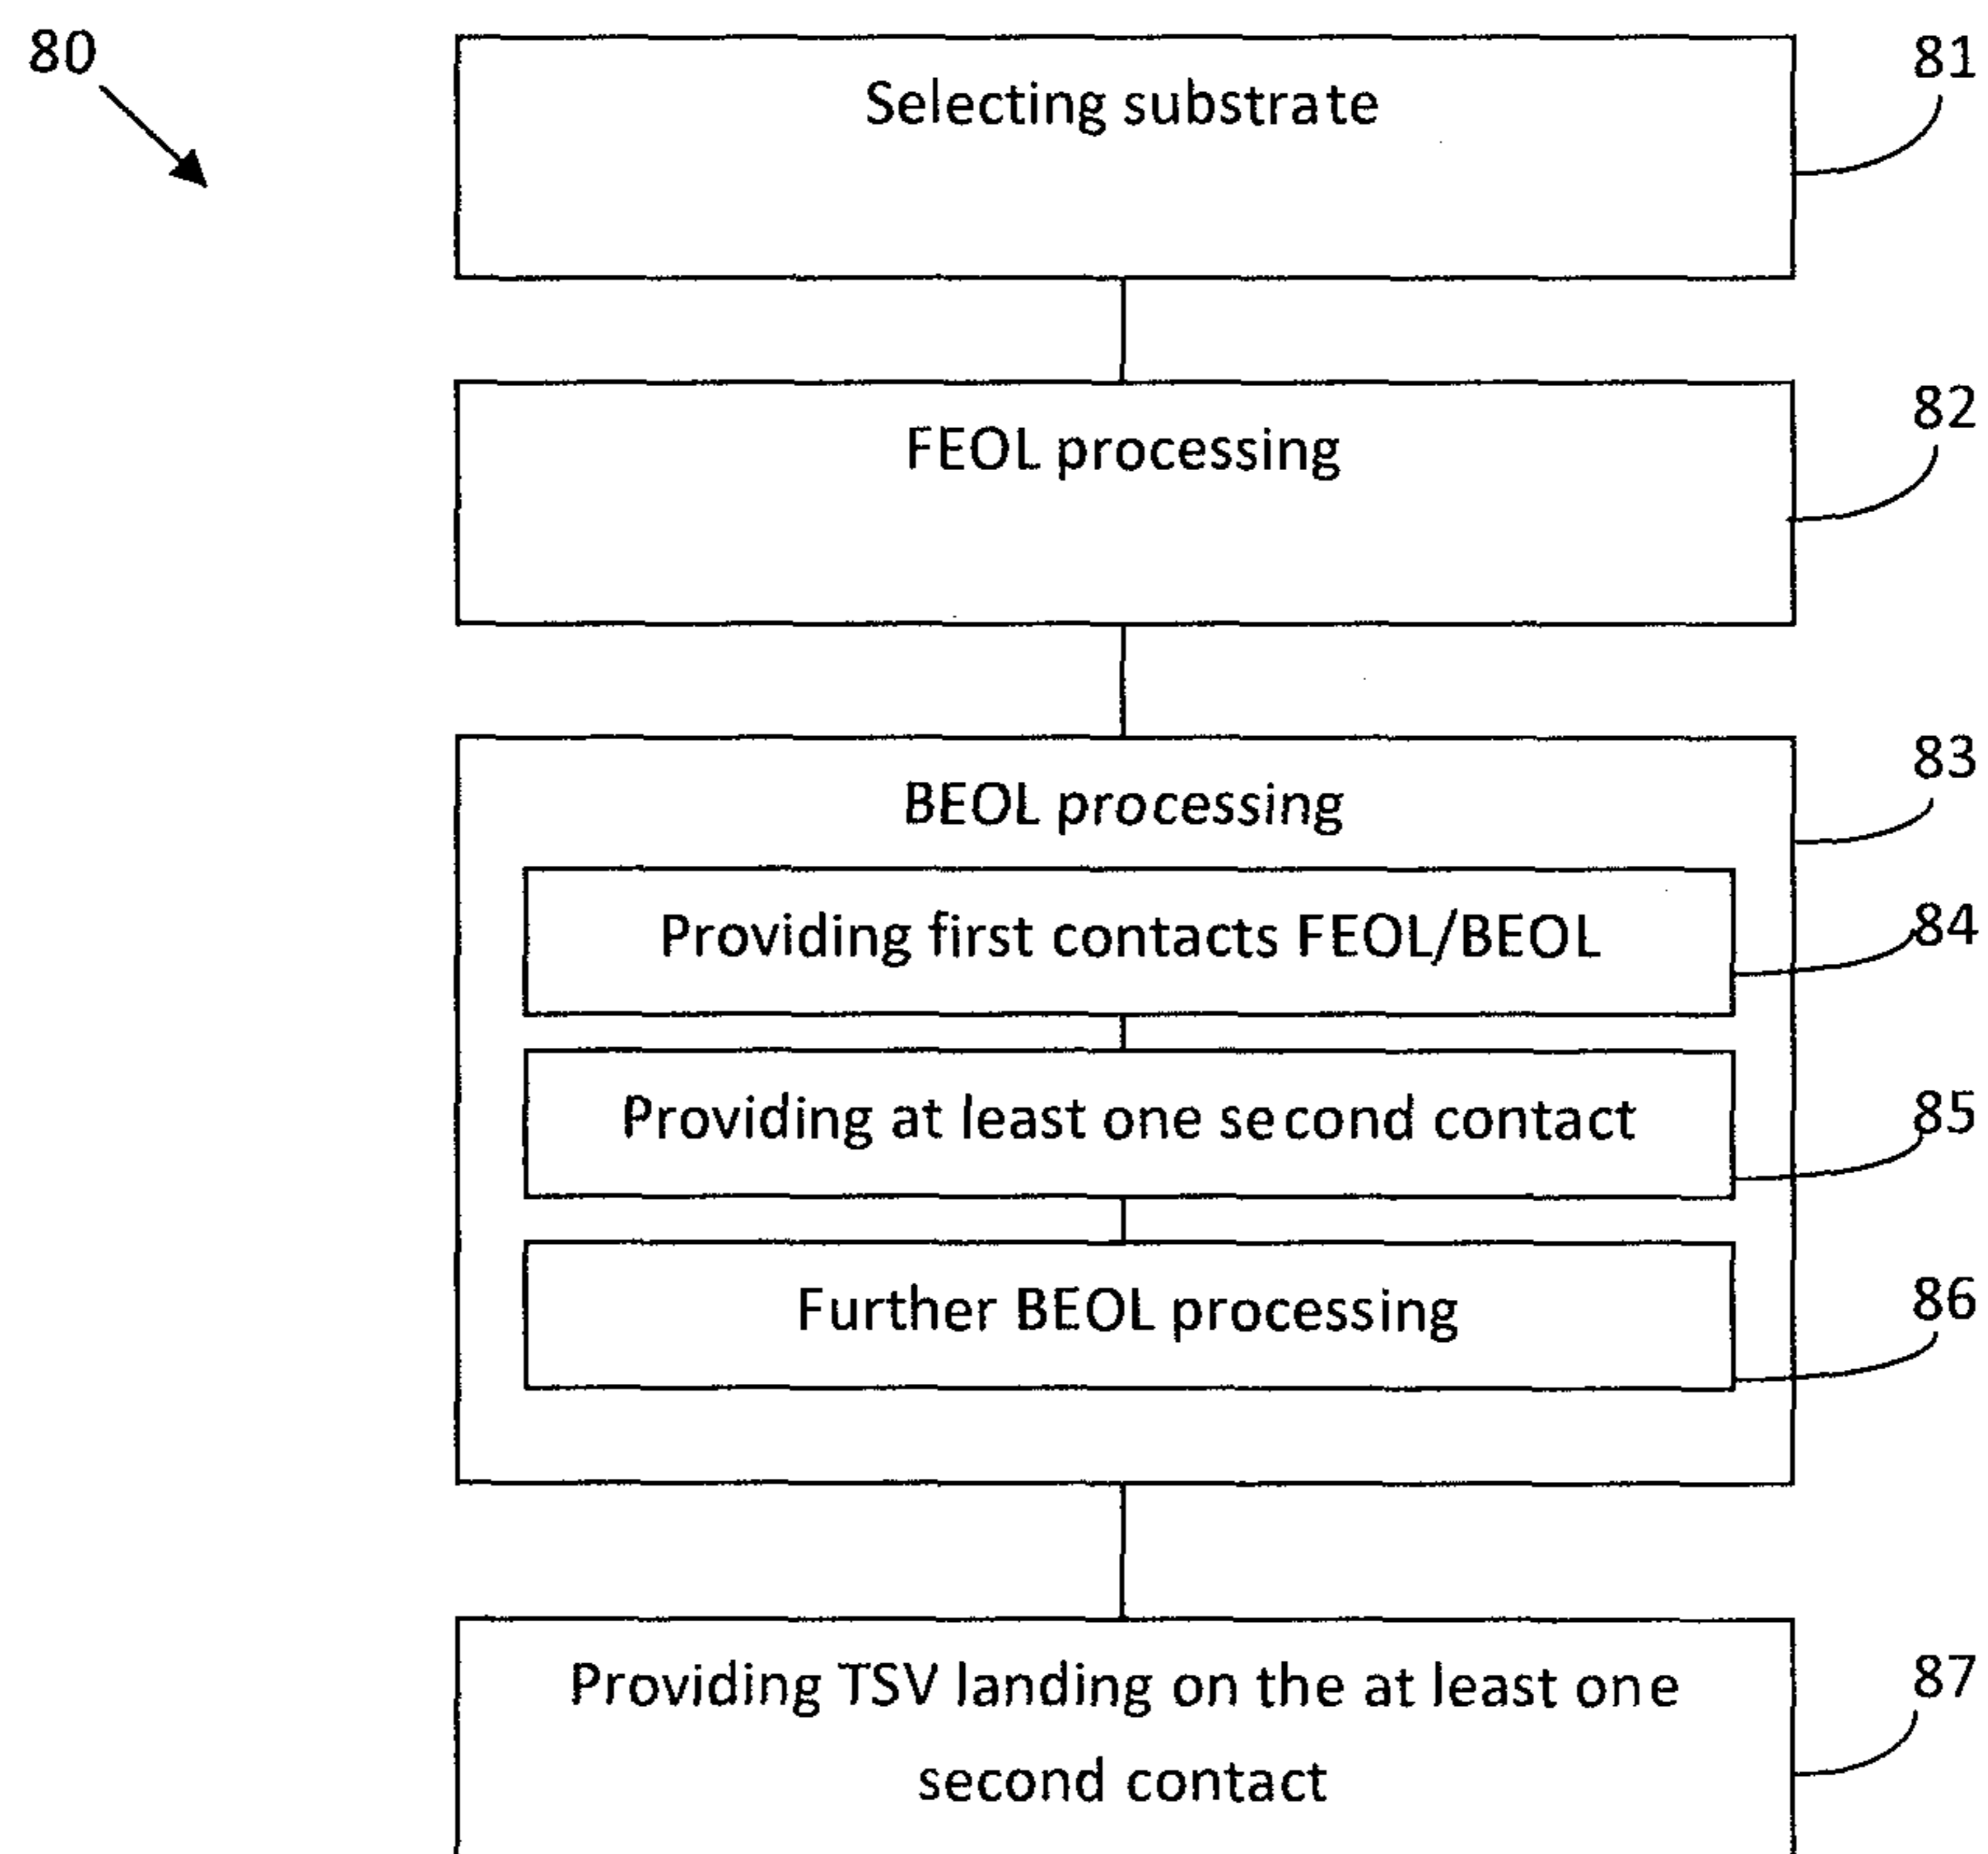 80
Selecting substrate
81
FEOL processing
82
BEOL processing
83
Providing first contacts FEOL/BEOL
84
Providing at least one second contact
85
Further BEOL processing
86
Providing TSV landing on the at least one
second contact
87